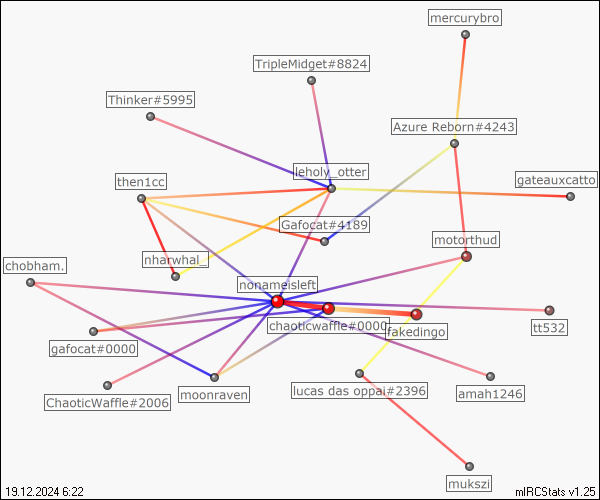 mercurybro
TripleMidget#8824
Thinker#5995
Azure Reborn#4243
leholy_otter
then1cc
gateauxcatto
Gafocat#4189
motorthud
nharwhal_
chobham.
nonameisleft
chaoticwaffle#0000
fakedingo
tt532
gafocat#0000
lucas das oppai#2396
moonraven
amah1246
ChaoticWaffle#2006
mukszi
19.12.2024 6:22
mIRCStats v1.25